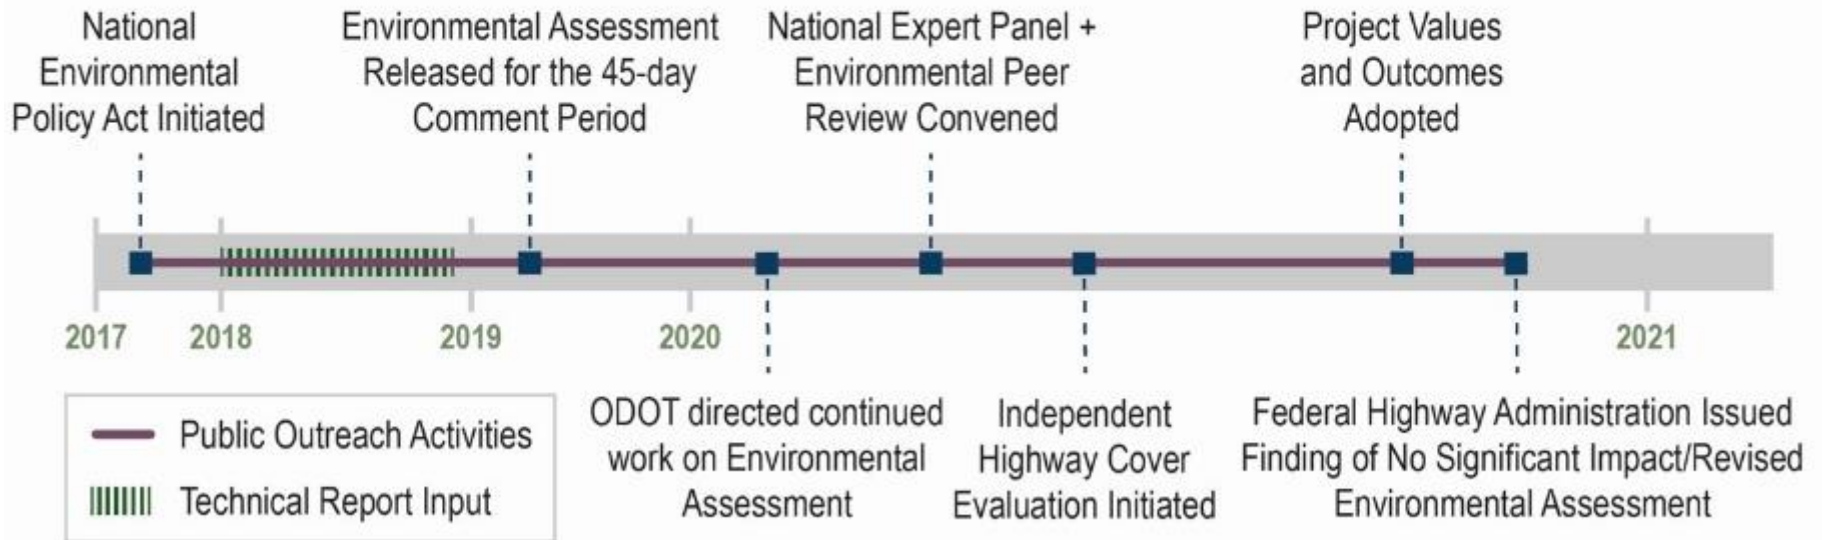 National
Environmental
Policy Act Initiated
Environmental Assessment
Released for the 45-day
Comment Period
National Expert Panel +
Environmental Peer
Review Convened
Project Values
and Outcomes
Adopted
2017
2018
2019
2020
2021
Public Outreach Activities
Technical Report Input
ODOT directed continued
work on Environmental
Assessment
Independent
Highway Cover
Evaluation Initiated
Federal Highway Administration Issued
Finding of No Significant Impact/Revised
Environmental Assessment